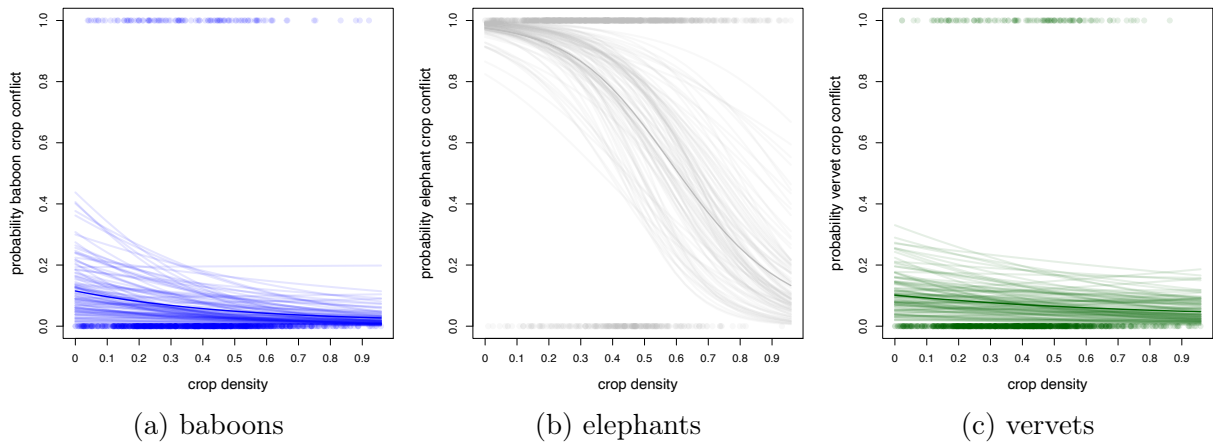 probability baboon crop conflict
1.0
0.8
0.6
0.4
0.2
0.0
0 0.1 0.2 0.3 0.4 0.5 0.6 0.7 0.8 0.9
crop density
(a) baboons
probability elephant crop conflict
1.0
0.8
0.6
0.4
0.2
0.0
0 0.1 0.2 0.3 0.4 0.5 0.6 0.7 0.8 0.9
crop density
(b) elephants
probability vervet crop conflict
1.0
0.8
0.6
0.4
0.2
0.0
0 0.1 0.2 0.3 0.4 0.5 0.6 0.7 0.8 0.9
crop density
(c) vervets